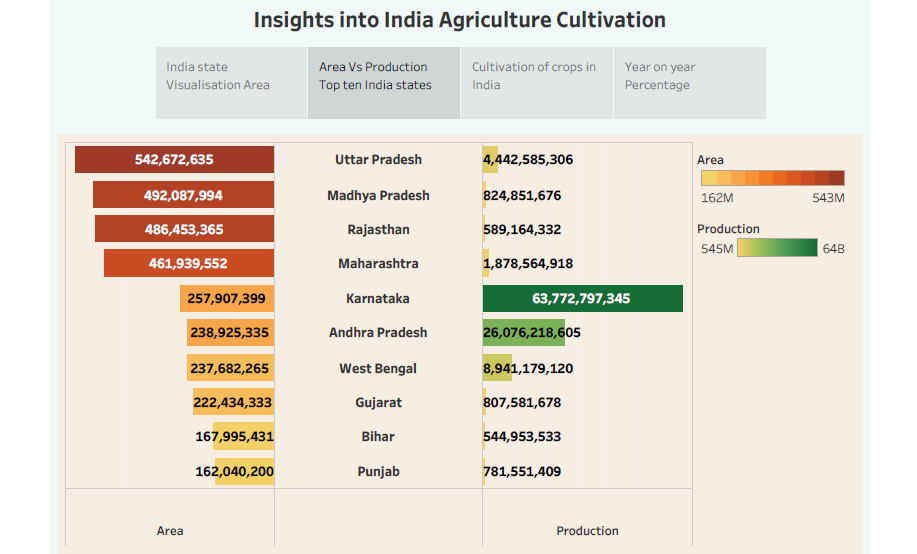 Insights into India Agriculture Cultivation
India state
Visualisation Area
Area Vs Production
Top ten India states
Cultivation of crops in
India
Year on year
Percentage
542,672,635 Uttar Pradesh 4,442,585,306
492,087,994 Madhya Pradesh 824,851,676
486,453,365 Rajasthan 589,164,332
461,939,552 Maharashtra 1,878,564,918
257,907,399 Karnataka 63,772,797,345
238,925,335 Andhra Pradesh 26,076,218,605
237,682,265 West Bengal 8,941,179,120
222,434,333 Gujarat 807,581,678
167,995,431 Bihar 544,953,533
162,040,200 Punjab 781,551,409
Area Production
Area
162M 543M
Production
545M 64B